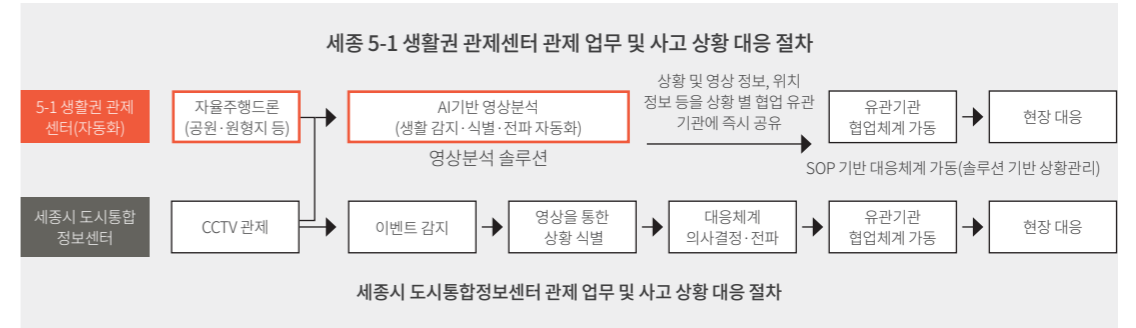 세종 5-1 생활권 관제센터 관제 업무 및 사고 상황 대응 절차
5-1 생활권 관제
센터(자동화)
자율주행드론
(공원·원형지 등)
AI기반 영상분석
(생활 감지·식별·전파 자동화)
영상분석 솔루션
상황 및 영상 정보, 위치
정보 등을 상황 별 협업 유관
기관에 즉시 공유
유관기관
협업체계 가동
현장 대응
SOP 기반 대응체계 가동(솔루션 기반 상황관리)
세종시 도시통합
정보센터
CCTV 관제
이벤트 감지
영상을 통한
상황 식별
대응체계
의사결정·전파
유관기관
협업체계 가동
현장 대응
세종시 도시통합정보센터 관제 업무 및 사고 상황 대응 절차